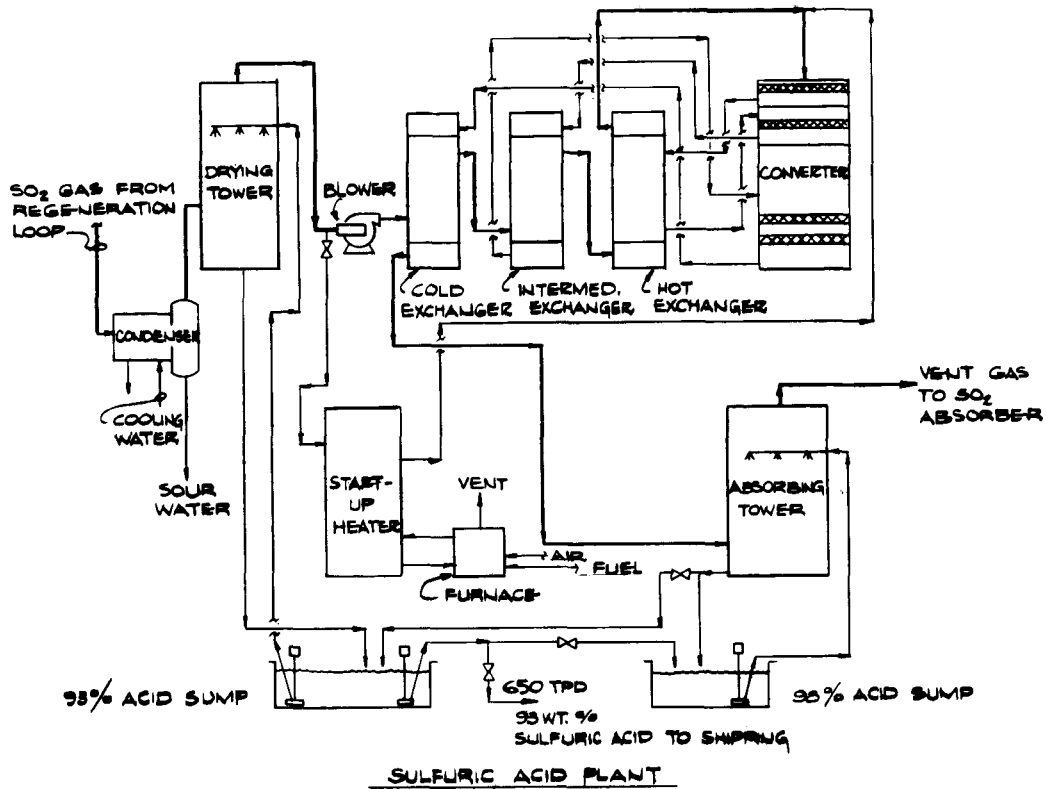 SO₂ GAS FROM
REGENERATION
LOOP
DRYING
TOWER
BLOWER
CONVERTER
COLD
EXCHANGER
INTERMED.
EXCHANGER
HOT
EXCHANGER
CONDENSER
COOLING
WATER
SOUR
WATER
START-
UP
HEATER
VENT
AIR
FUEL
FURNACE
VENT GAS
TO SO₂
ABSORBER
ABSORBING
TOWER
93% ACID SUMP
650 TPD
93 WT. %
SULFURIC ACID TO SHIPPING
98% ACID SUMP
SULFURIC ACID PLANT